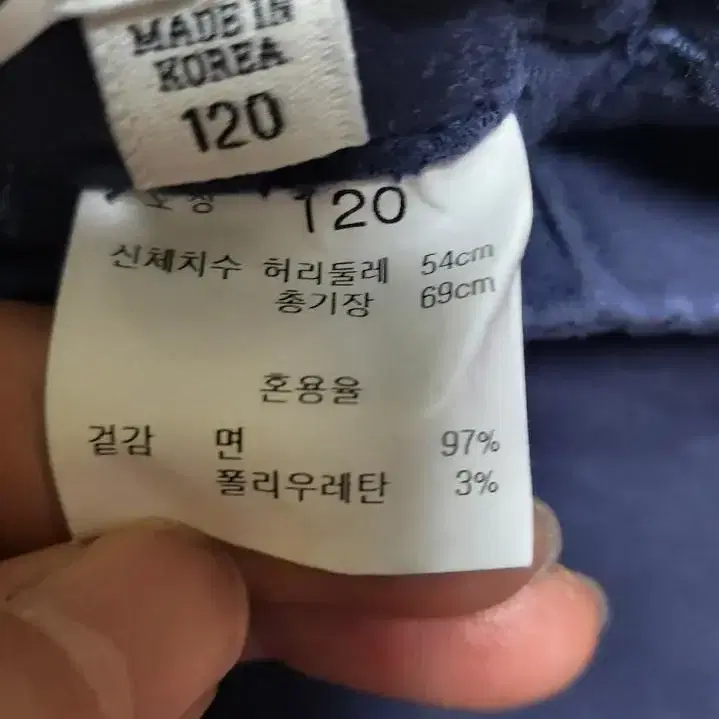 MADE IN
KOREA
120
120
신체치수 허리둘레 54cm
총기장 69cm
혼용율
겉감 면 97%
폴리우레탄 3%